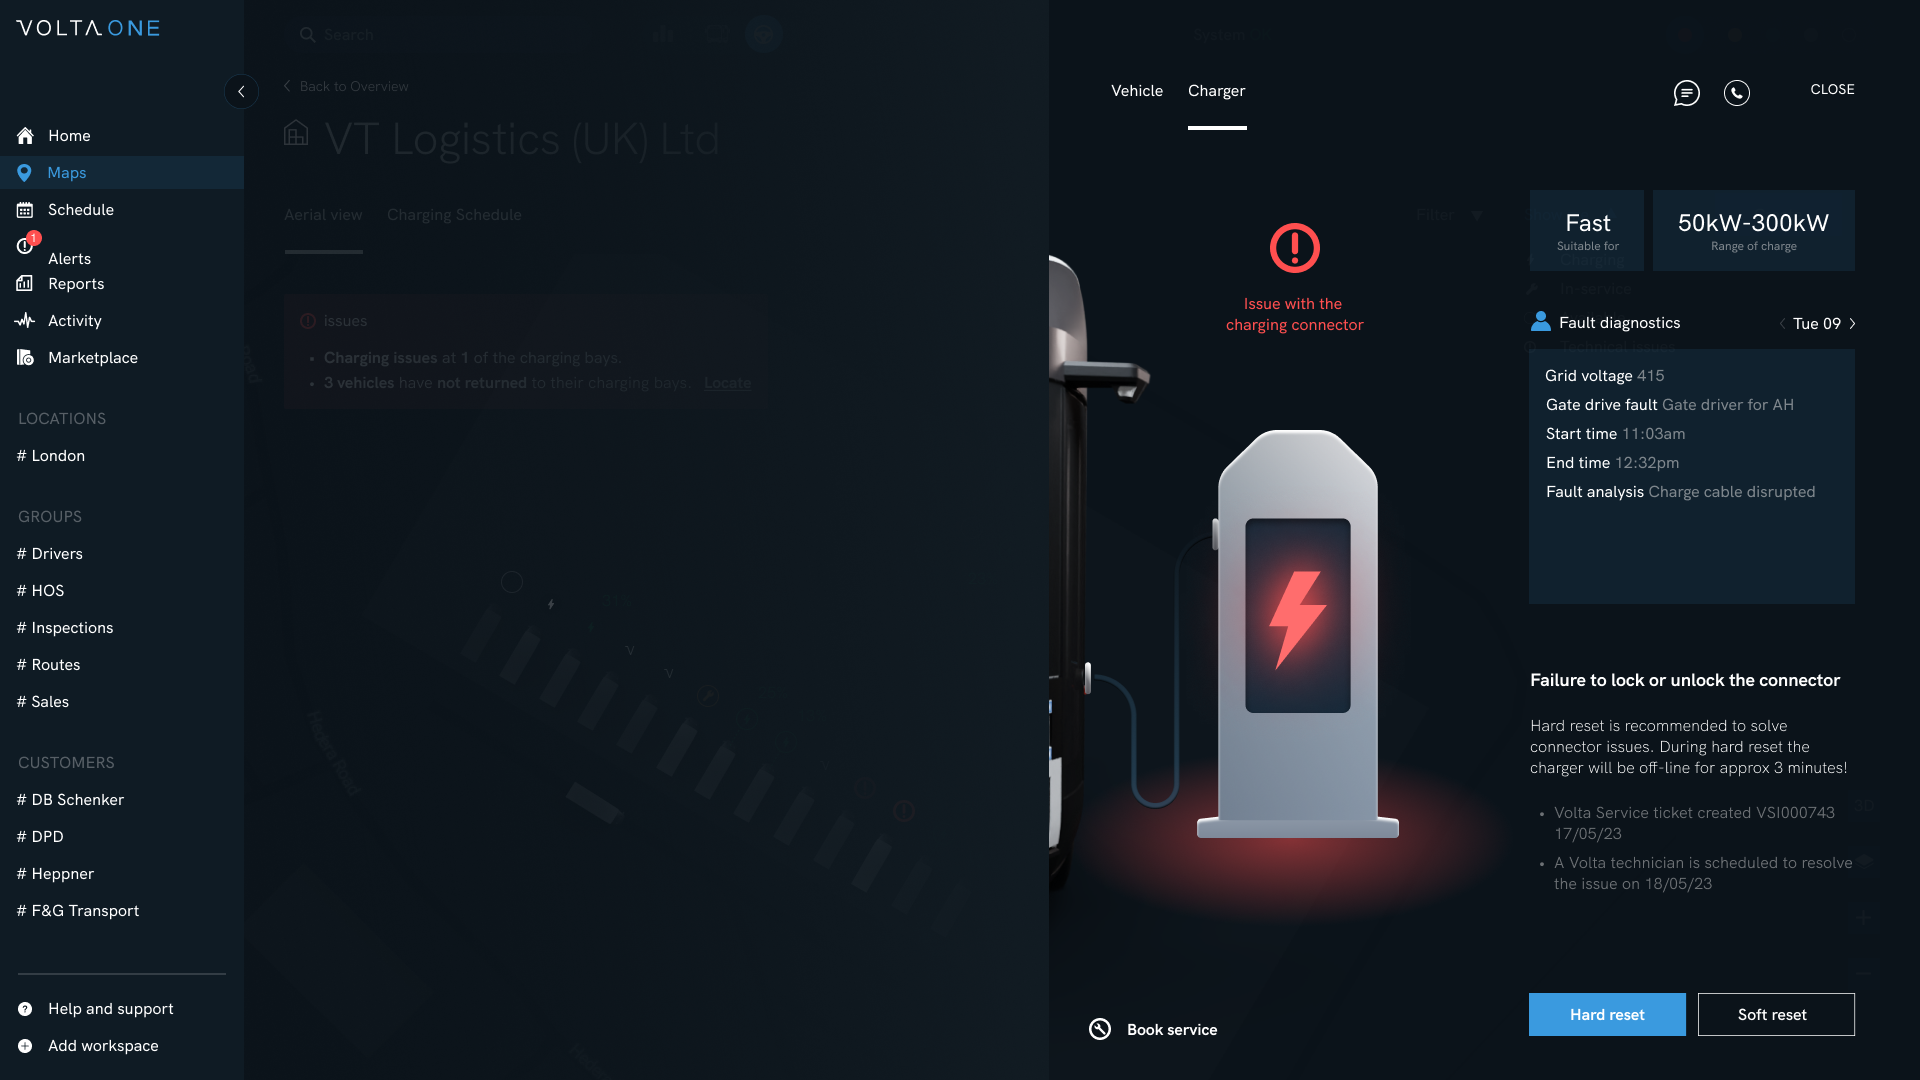 VOLTA ONE
Home
Maps
Schedule
1
Alerts
Reports
Activity
Marketplace
LOCATIONS
# London
GROUPS
# Drivers
# HOS
# Inspections
# Routes
# Sales
CUSTOMERS
# DB Schenker
# DPD
# Heppner
# F&G Transport
Help and support
Add workspace
Search
Back to Overview
VT Logistics (UK) Ltd
Aerial view
Charging Schedule
issues
• Charging issues at 1 of the charging bays.
• 3 vehicles have not returned to their charging bays. Locate
System
Vehicle
Charger
CLOSE
Filter
Issue with the
charging connector
Fast
Suitable for
50kW-300kW
Range of charge
Charging
In-service
Fault diagnostics
Tue 09
Technical issues
Grid voltage 415
Gate drive fault Gate driver for AH
Start time 11:03am
End time 12:32pm
Fault analysis Charge cable disrupted
Failure to lock or unlock the connector
Hard reset is recommended to solve
connector issues. During hard reset the
charger will be off-line for approx 3 minutes!
• Volta Service ticket created VSI000743
17/05/23
• A Volta technician is scheduled to resolve
the issue on 18/05/23
3D
Book service
Hard reset
Soft reset